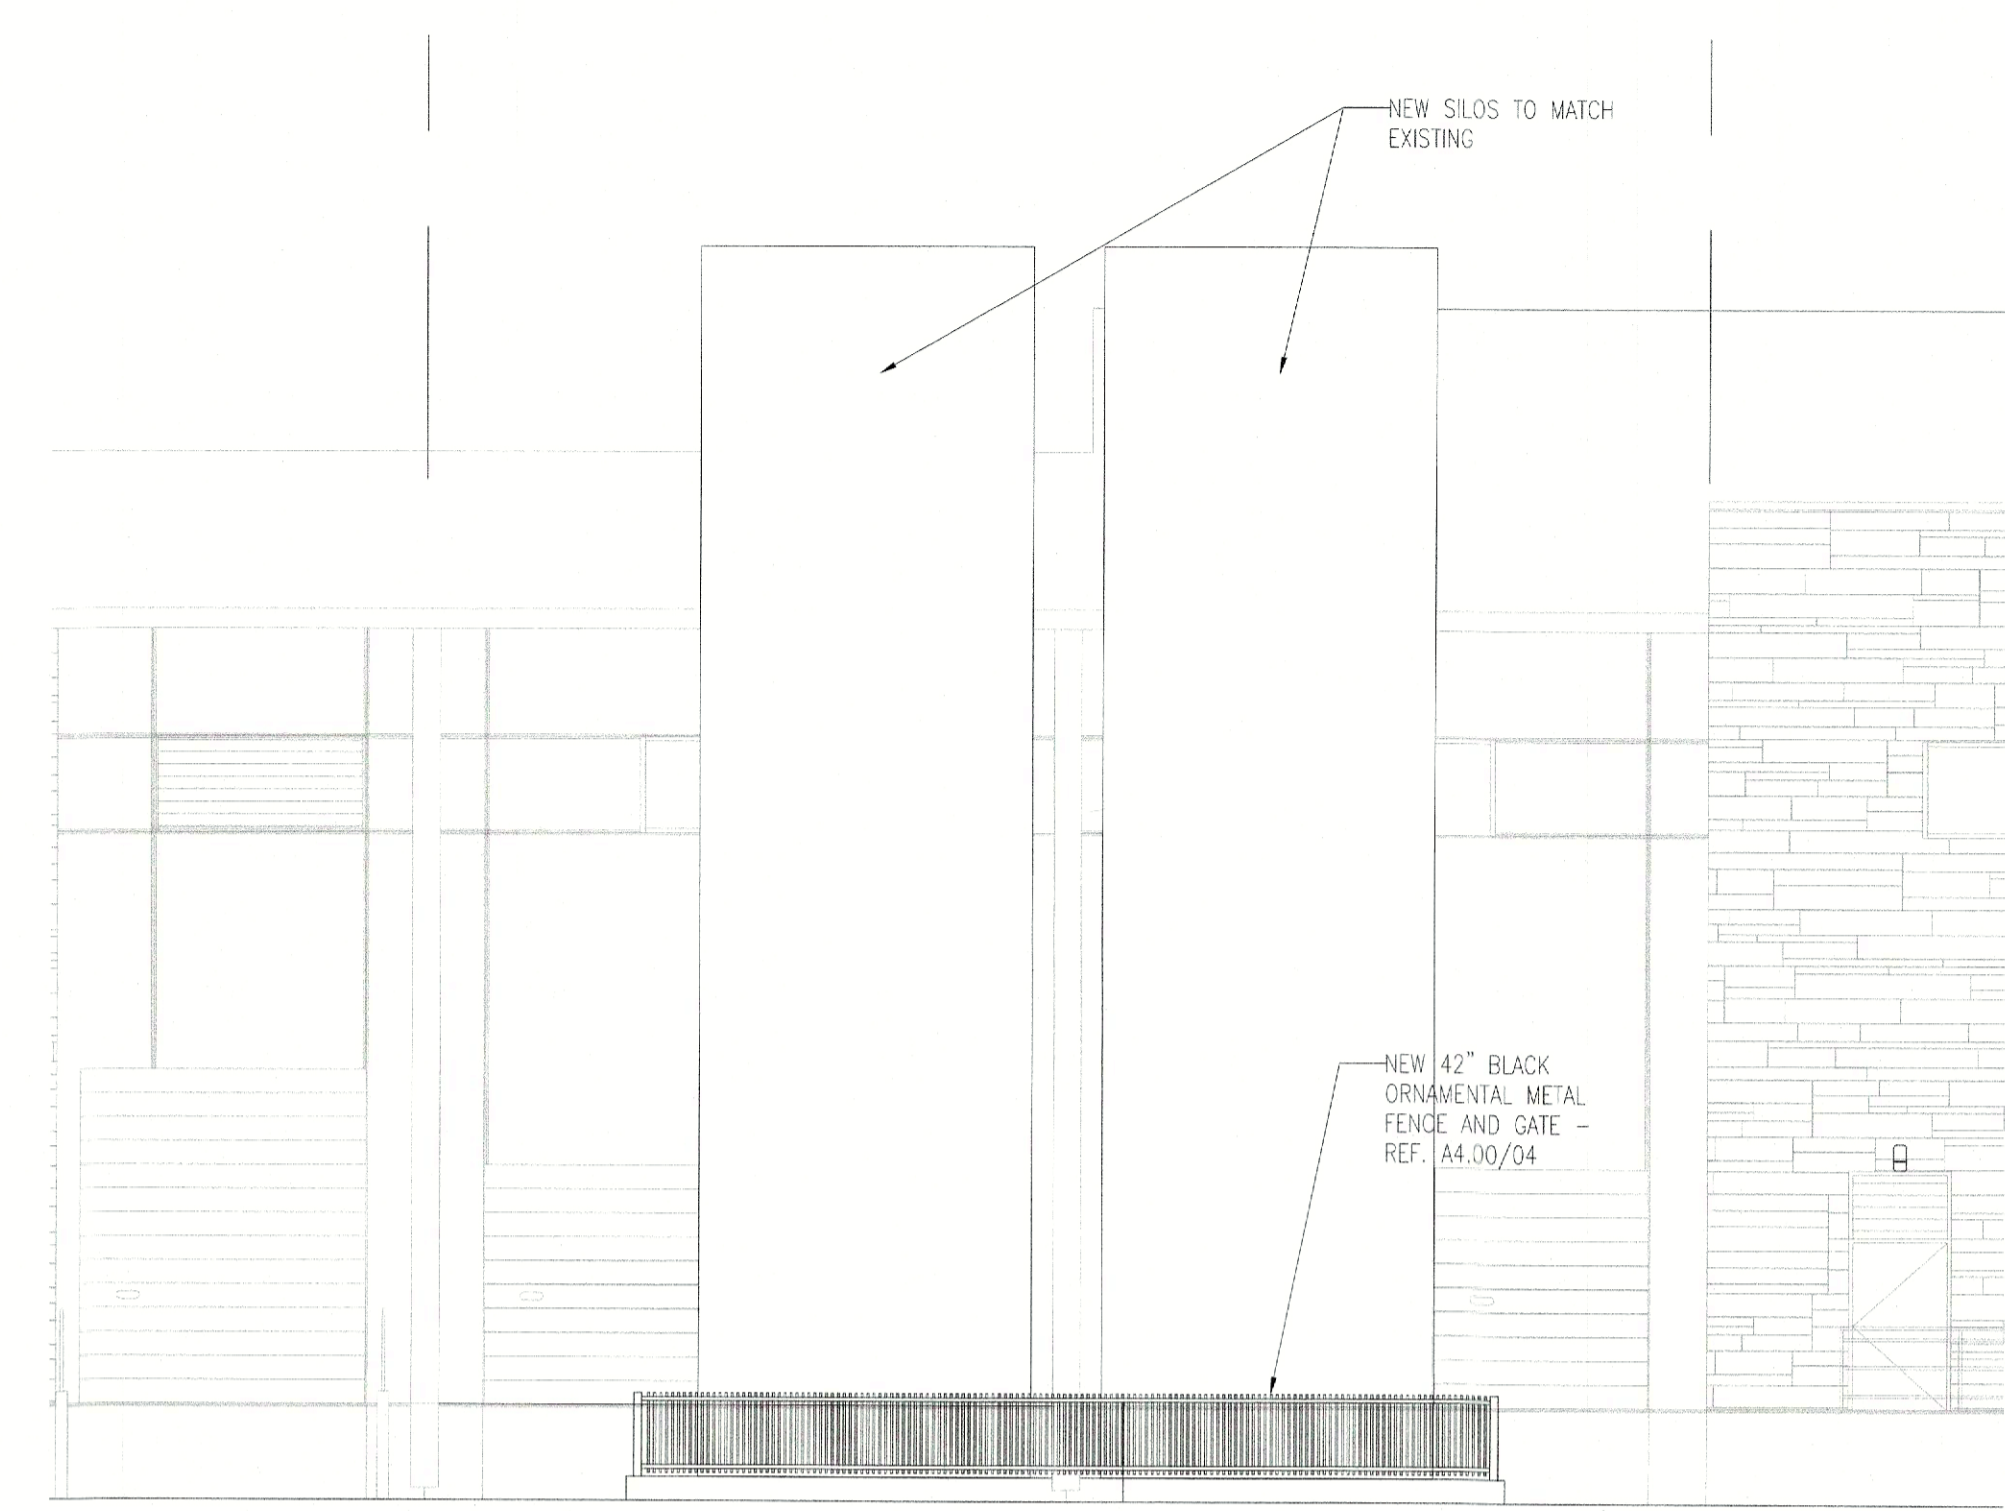 NEW SILOS TO MATCH
EXISTING
NEW 42" BLACK
ORNAMENTAL METAL
FENCE AND GATE –
REF. A4.00/04